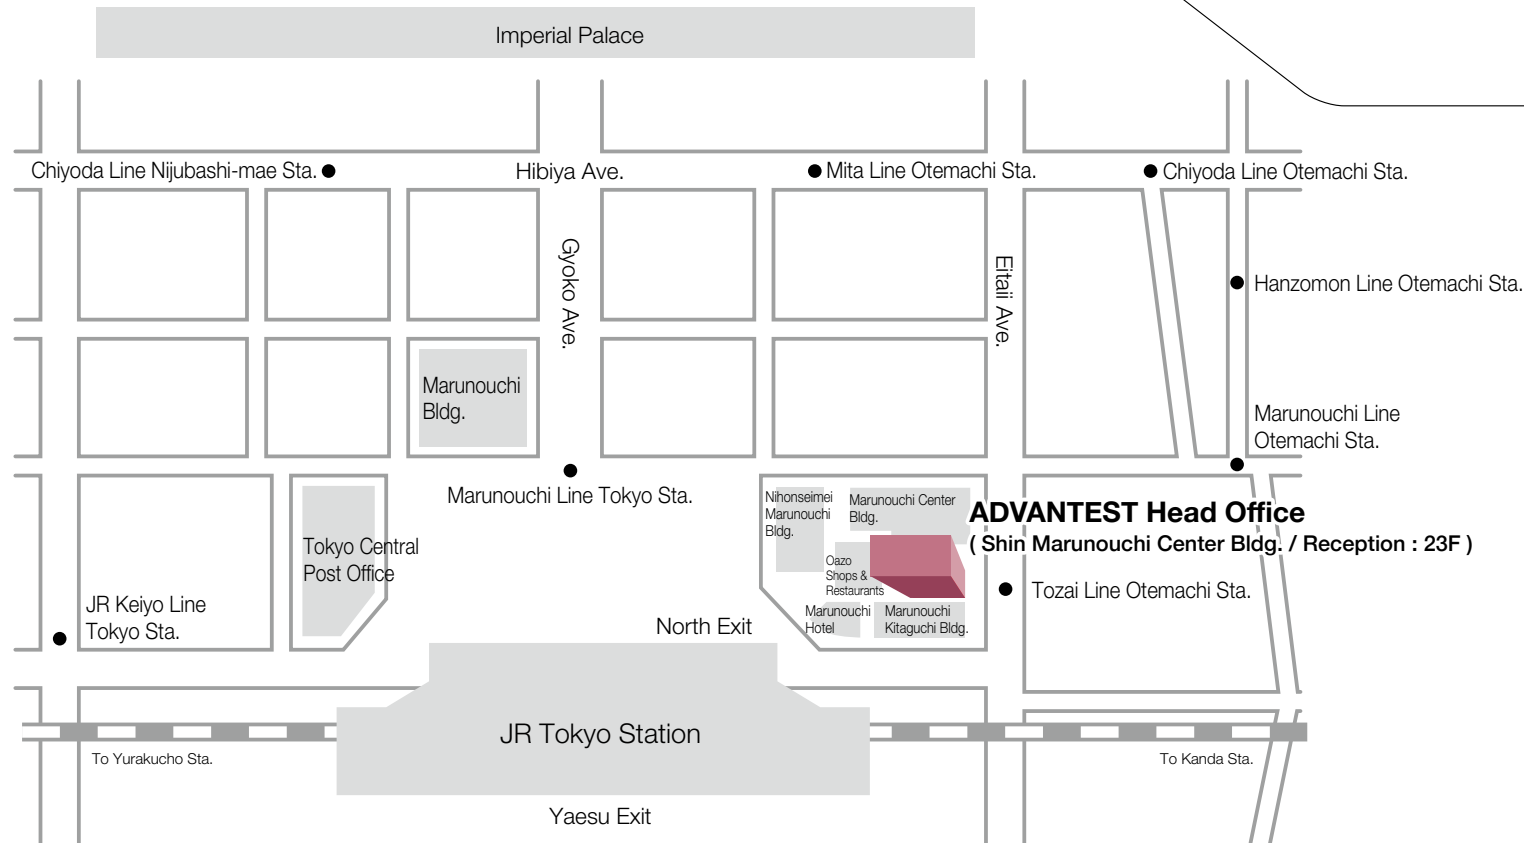 Imperial Palace
Chiyoda Line Nijubashi-mae Sta.
Hibiya Ave.
Mita Line Otemachi Sta.
Chiyoda Line Otemachi Sta.
Gyoko Ave.
Eitaii Ave.
Hanzomon Line Otemachi Sta.
Marunouchi
Bldg.
Marunouchi Line
Otemachi Sta.
Marunouchi Line Tokyo Sta.
Nihonseimei
Marunouchi
Bldg.
Marunouchi Center
Bldg.
ADVANTEST Head Office
( Shin Marunouchi Center Bldg. / Reception : 23F )
Tokyo Central
Post Office
Oazo
Shops &
Restaurants
Tozai Line Otemachi Sta.
JR Keiyo Line
Tokyo Sta.
Marunouchi
Hotel
Marunouchi
Kitaguchi Bldg.
North Exit
JR Tokyo Station
To Yurakucho Sta.
To Kanda Sta.
Yaesu Exit